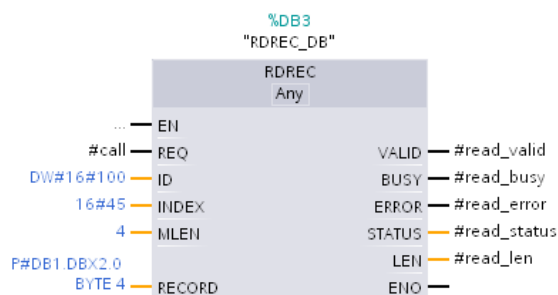 %DB3
"RDREC_DB"
RDREC
Any
... EN
#call REQ VALID #read_valid
DW#16#100 ID BUSY #read_busy
16#45 INDEX ERROR #read_error
4 MLEN STATUS #read_status
LEN #read_len
P#DB1.DBX2.0
BYTE 4 RECORD ENO